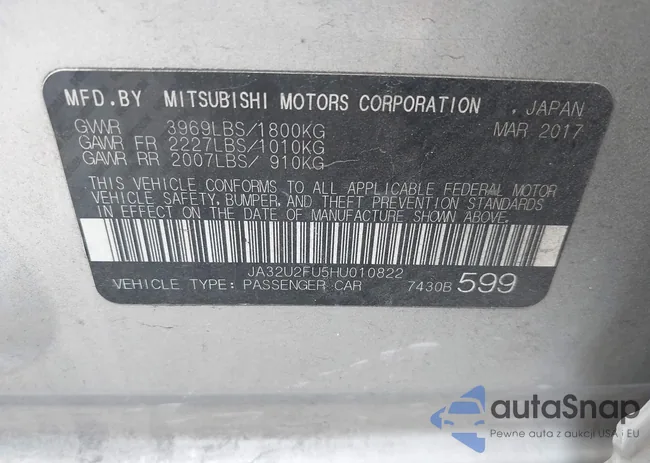 MFD.BY MITSUBISHI MOTORS CORPORATION , JAPAN
GVWR 3969LBS/1800KG MAR 2017
GAWR FR 2227LBS/1010KG
GAWR RR 2007LBS/ 910KG
THIS VEHICLE CONFORMS TO ALL APPLICABLE FEDERAL MOTOR
VEHICLE SAFETY, BUMPER, AND THEFT PREVENTION STANDARDS
IN EFFECT ON THE DATE OF MANUFACTURE SHOWN ABOVE.
JA32U2FU5HU010822
VEHICLE TYPE: PASSENGER CAR 7430B 599
autoSnap
Pewne auta z aukcji USA i EU